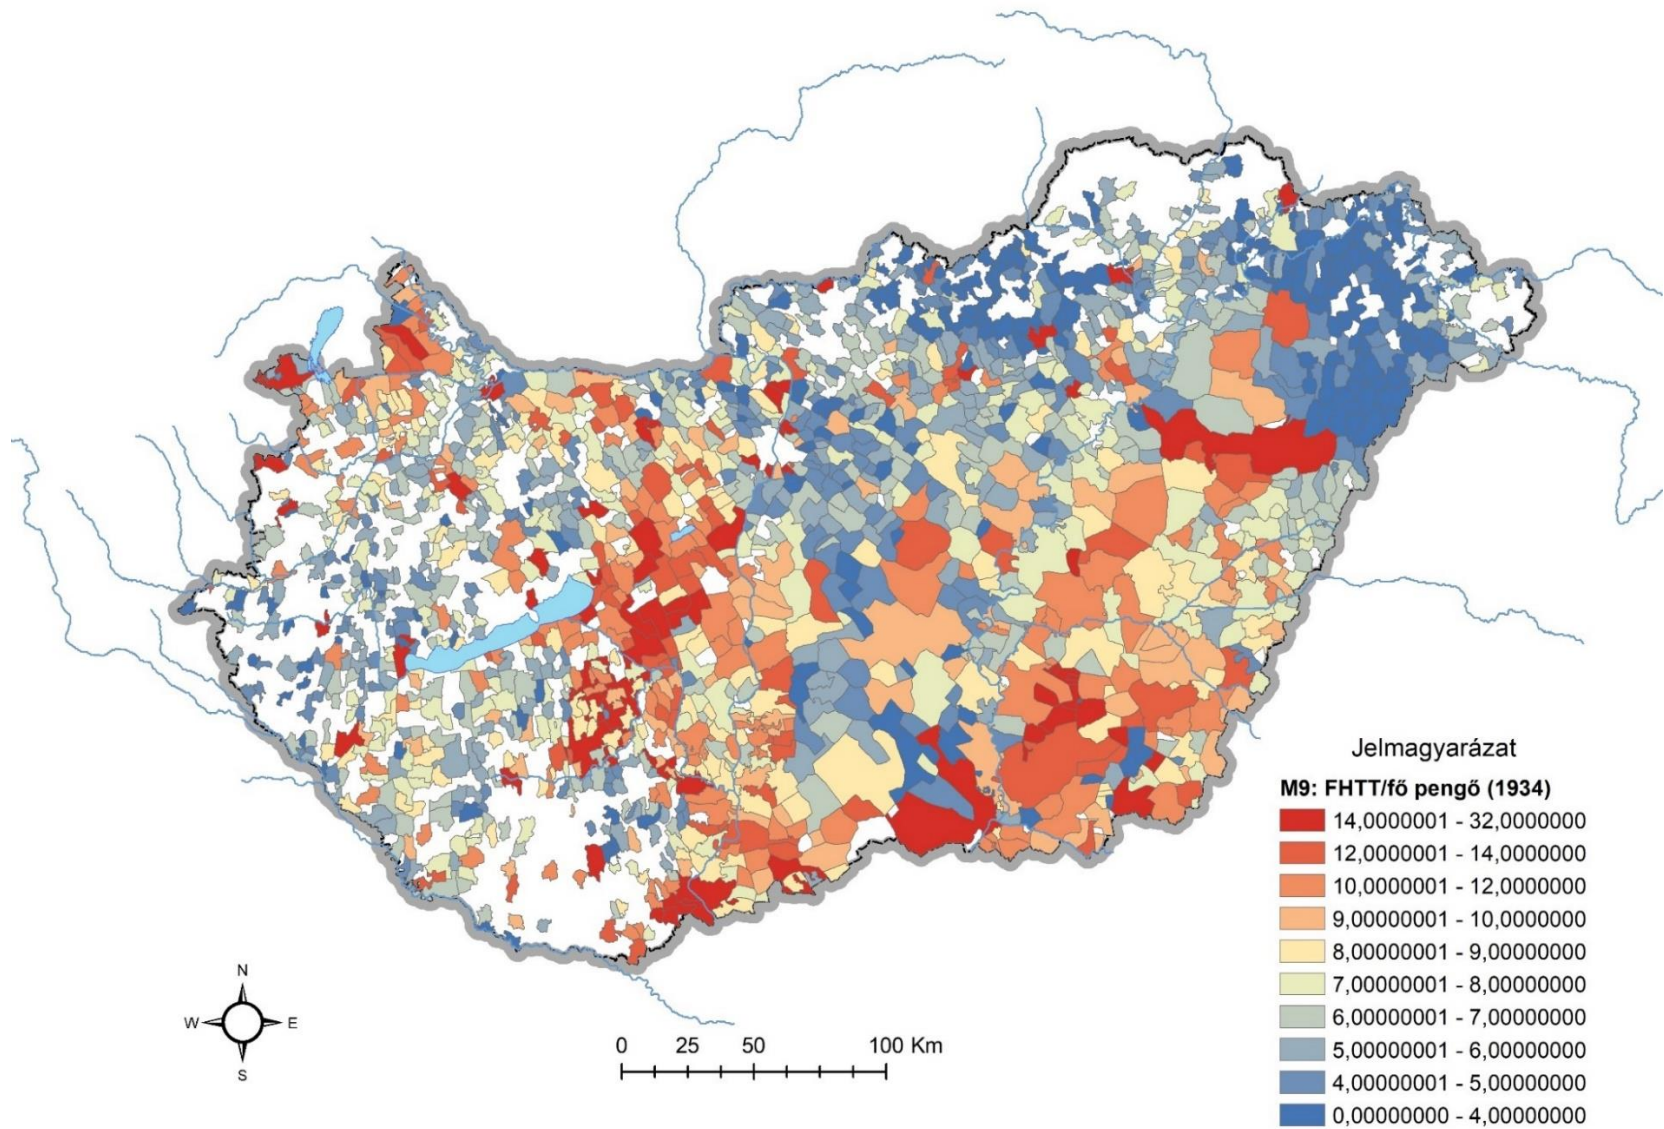 Jelmagyarázat
M9: FHTT/fő pengő (1934)
14,0000001 - 32,0000000
12,0000001 - 14,0000000
10,0000001 - 12,0000000
9,00000001 - 10,0000000
8,00000001 - 9,00000000
7,00000001 - 8,00000000
6,00000001 - 7,00000000
5,00000001 - 6,00000000
4,00000001 - 5,00000000
0,00000000 - 4,00000000
N
W E
S
0 25 50 100 Km